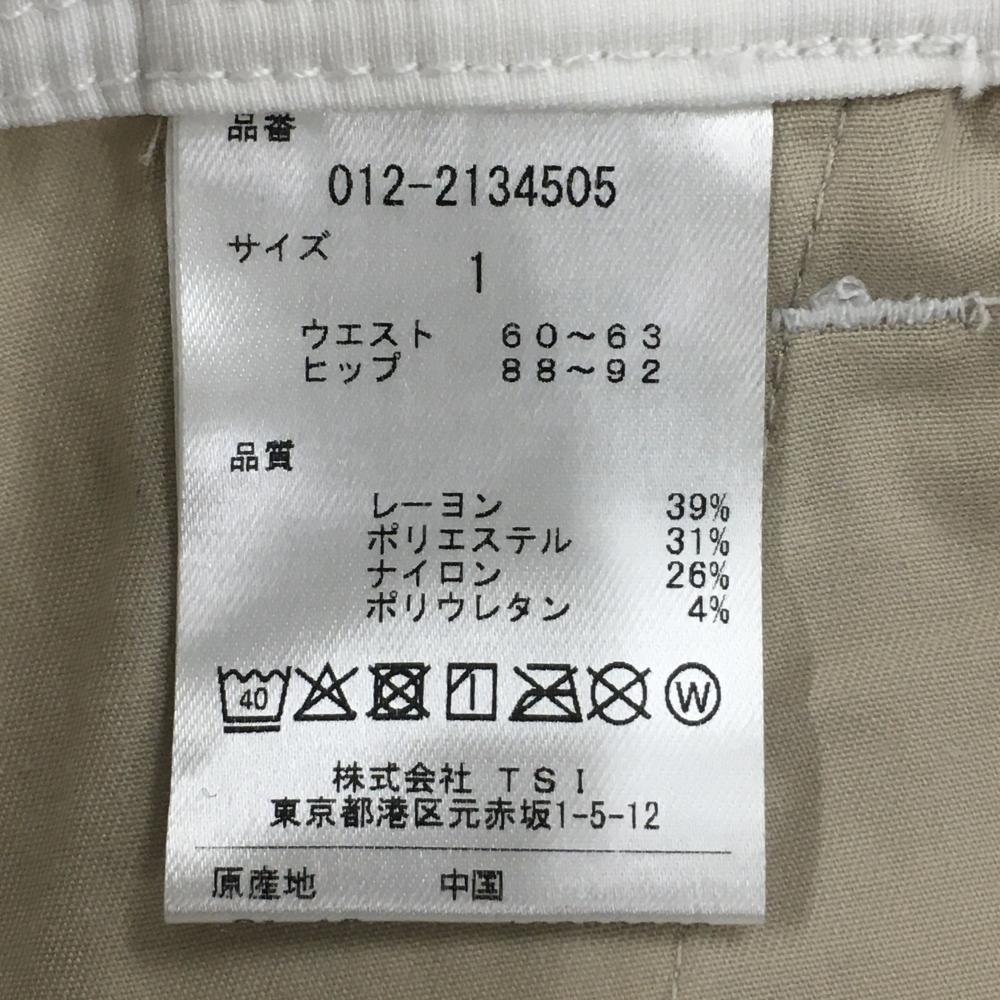 品番
012-2134505
サイズ
1
ウエスト 60～63
ヒップ 88～92
品質
レーヨン 39%
ポリエステル 31%
ナイロン 26%
ポリウレタン 4%
40 W
株式会社 TSI
東京都港区元赤坂1-5-12
原産地 中国